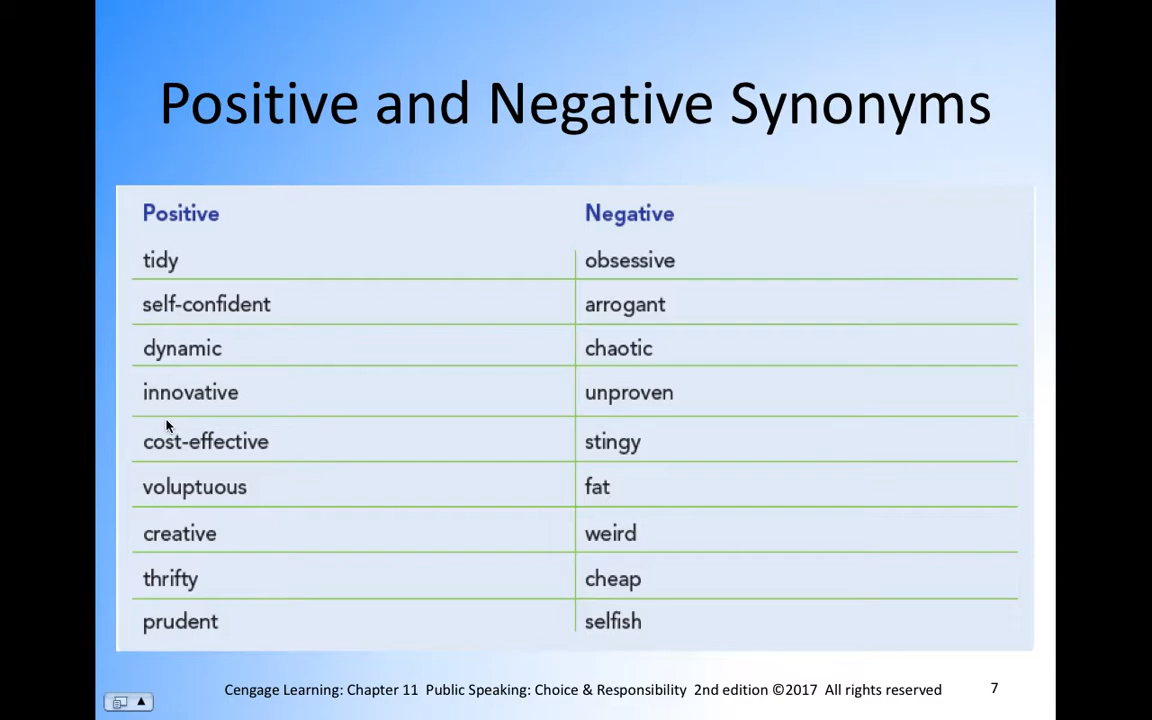 Positive and Negative Synonyms
Positive Negative
tidy obsessive
self-confident arrogant
dynamic chaotic
innovative unproven
cost-effective stingy
voluptuous fat
creative weird
thrifty cheap
prudent selfish
Cengage Learning: Chapter 11 Public Speaking: Choice & Responsibility 2nd edition ©2017 All rights reserved 7